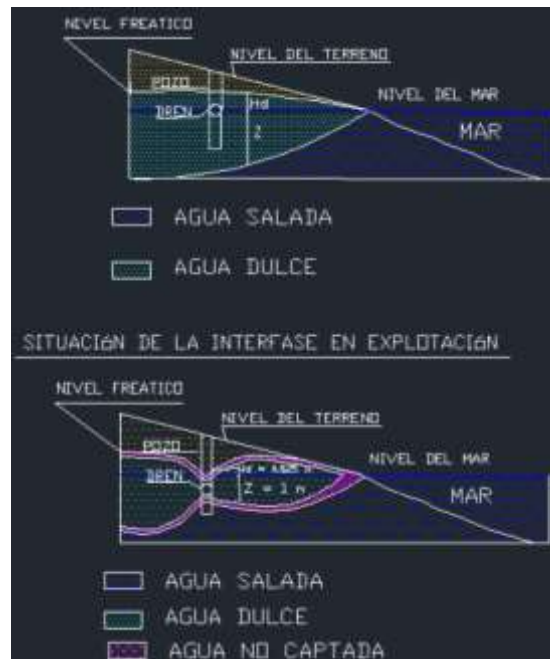 NIVEL FREATICO
NIVEL DEL TERRENO
POZO
NIVEL DEL MAR
DREN
Hd
MAR
Z
AGUA SALADA
AGUA DULCE
SITUACIóN DE LA INTERFASE EN EXPLOTACIóN
NIVEL FREATICO
NIVEL DEL TERRENO
POZO
NIVEL DEL MAR
DREN
Z = 1 m
MAR
AGUA SALADA
AGUA DULCE
AGUA NO CAPTADA